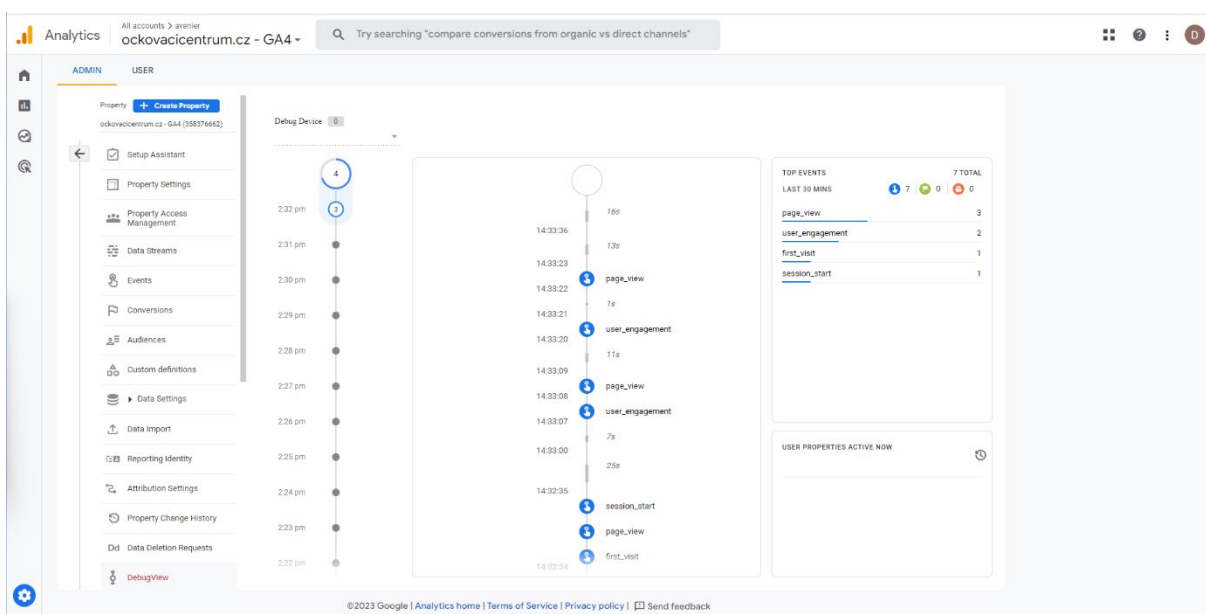 All accounts > avenier
Analytics
ockovacicentrum.cz - GA4
Try searching "compare conversions from organic vs direct channels"
D
ADMIN
USER
Property
+ Create Property
ockovacicentrum.cz - GA4 (358376662)
Setup Assistant
Property Settings
Property Access
Management
Data Streams
Events
Conversions
Audiences
Custom definitions
Data Settings
Data Import
Reporting Identity
Attribution Settings
Property Change History
Dd Data Deletion Requests
DebugView
Debug Device 0
4
2:32 pm 3
2:31 pm
2:30 pm
2:29 pm
2:28 pm
2:27 pm
2:26 pm
2:25 pm
2:24 pm
2:23 pm
2:22 pm
16s
14:33:36
13s
14:33:23
page_view
14:33:22
1s
14:33:21
user_engagement
14:33:20
11s
14:33:09
page_view
14:33:08
user_engagement
14:33:07
7s
14:33:00
25s
14:32:35
session_start
page_view
first_visit
14:32:34
TOP EVENTS 7 TOTAL
LAST 30 MINS 7 0 0
page_view 3
user_engagement 2
first_visit 1
session_start 1
USER PROPERTIES ACTIVE NOW
©2023 Google | Analytics home | Terms of Service | Privacy policy | Send feedback